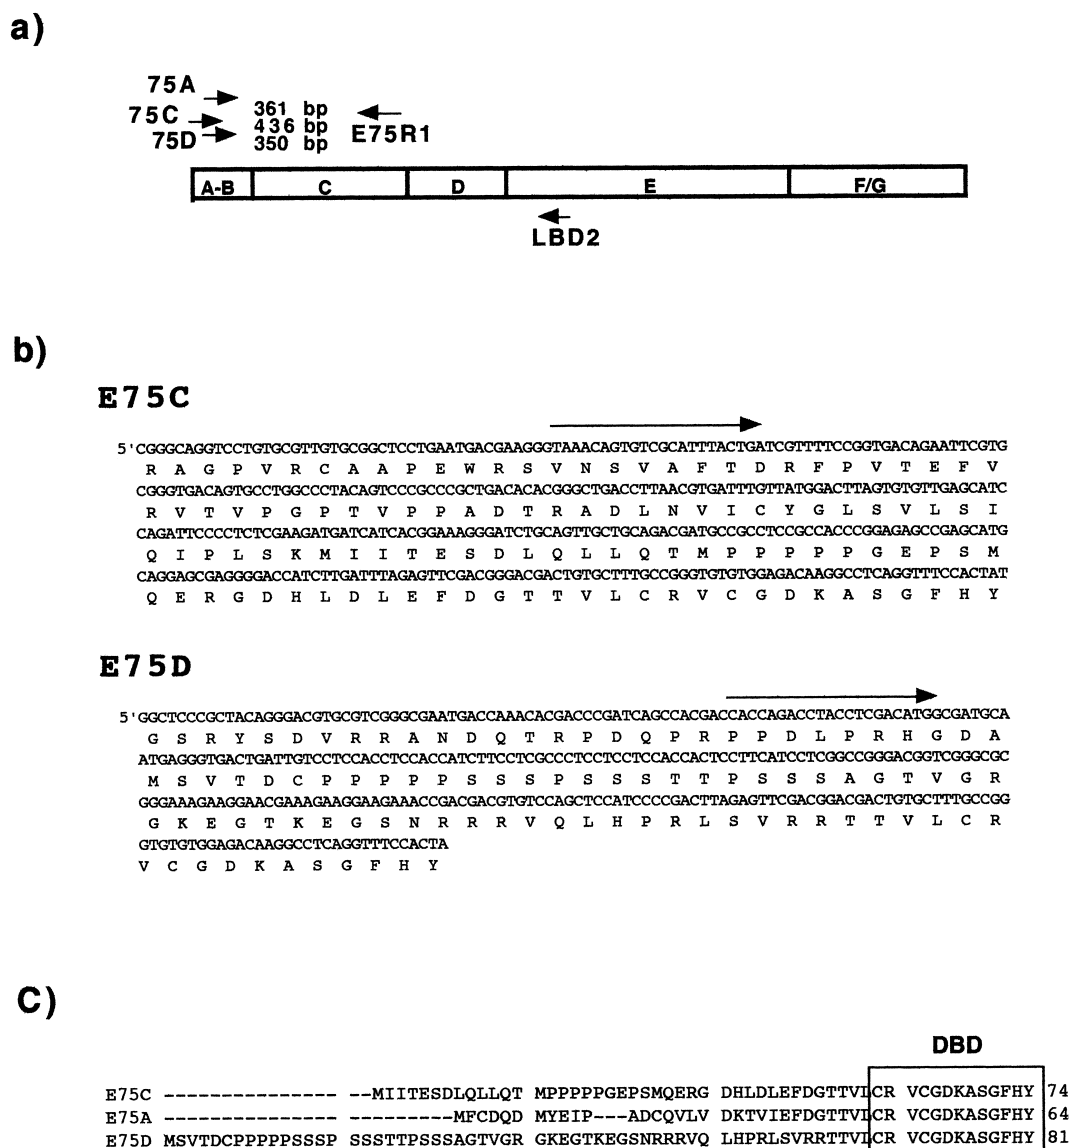 a)
75A
75C
75D
361 bp
436 bp
350 bp
E75R1
A-B C D E F/G
LBD2
b)
E75C
5'CGGGCAGGTCCTGTGCGTTGTGCGGCTCCTGAATGACGAAGGGTAAACAGTGTCGCATTTACTGATCGTTTTCCGGTGACAGAATTCGTG
R A G P V R C A A P E W R S V N S V A F T D R F P V T E F V
CGGGTGACAGTGCCTGGCCCTACAGTCCCGCCCGCTGACACACGGGCTGACCTTAACGTGATTTGTTATGGACTTAGTGTGTTGAGCATC
R V T V P G P T V P P A D T R A D L N V I C Y G L S V L S I
CAGATTCCCCTCTCGAAGATGATCATCACGGAAAGGGATCTGCAGTTGCTGCAGACGATGCCGCCTCCGCCACCCGGAGAGCCGAGCATG
Q I P L S K M I I T E S D L Q L L Q T M P P P P P G E P S M
CAGGAGCGAGGGGACCATCTTGATTTAGAGTTCGACGGGACGACTGTGCTTTGCCGGGTGTGTGGAGACAAGGCCTCAGGTTTCCACTAT
Q E R G D H L D L E F D G T T V L C R V C G D K A S G F H Y
E75D
5'GGCTCCCGCTACAGGGACGTGCGTCGGGCGAATGACCAAACACGACCCGATCAGCCACGACCACCAGACCTACCTCGACATGGCGATGCA
G S R Y S D V R R A N D Q T R P D Q P R P P D L P R H G D A
ATGAGGGTGACTGATTGTCCTCCACCTCCACCATCTTCCTCGCCCTCCTCCTCCACCACTCCTTCATCCTCGGCCGGGACGGTCGGGCGC
M S V T D C P P P P P S S S P S S S T T P S S S A G T V G R
GGGAAAGAAGGAACGAAAGAAGGAAGAAACCGACGACGTGTCCAGCTCCATCCCCGACTTAGAGTTCGACGGACGACTGTGCTTTGCCGG
G K E G T K E G S N R R R V Q L H P R L S V R R T T V L C R
GTGTGTGGAGACAAGGCCTCAGGTTTCCACTA
V C G D K A S G F H Y
C)
DBD
E75C ---------------- --MIITESDLQLLQT MPPPPPGEPSMQERG DHLDLEFDGTTVLCR VCGDKASGFHY 74
E75A ---------------------------MFCDQD MYEIP---ADCQVLV DKTVIEFDGTTVLCR VCGDKASGFHY 64
E75D MSVTDCPPPPPSSSP SSSTTPSSSAGTVGR GKEGTKEGSNRRRVQ LHPRLSVRRTTVLCR VCGDKASGFHY 81